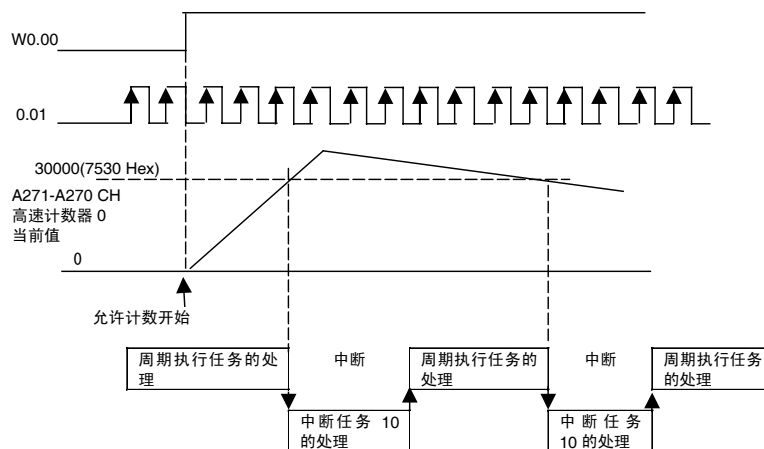 W0.00
0.01
30000(7530 Hex)
A271-A270 CH
高速计数器 0
当前值
0
允许计数开始
周期执行任务的处
理
中断
周期执行任务的
处理
中断
周期执行任务
的处理
中断任务 10
的处理
中断任务
10 的处理